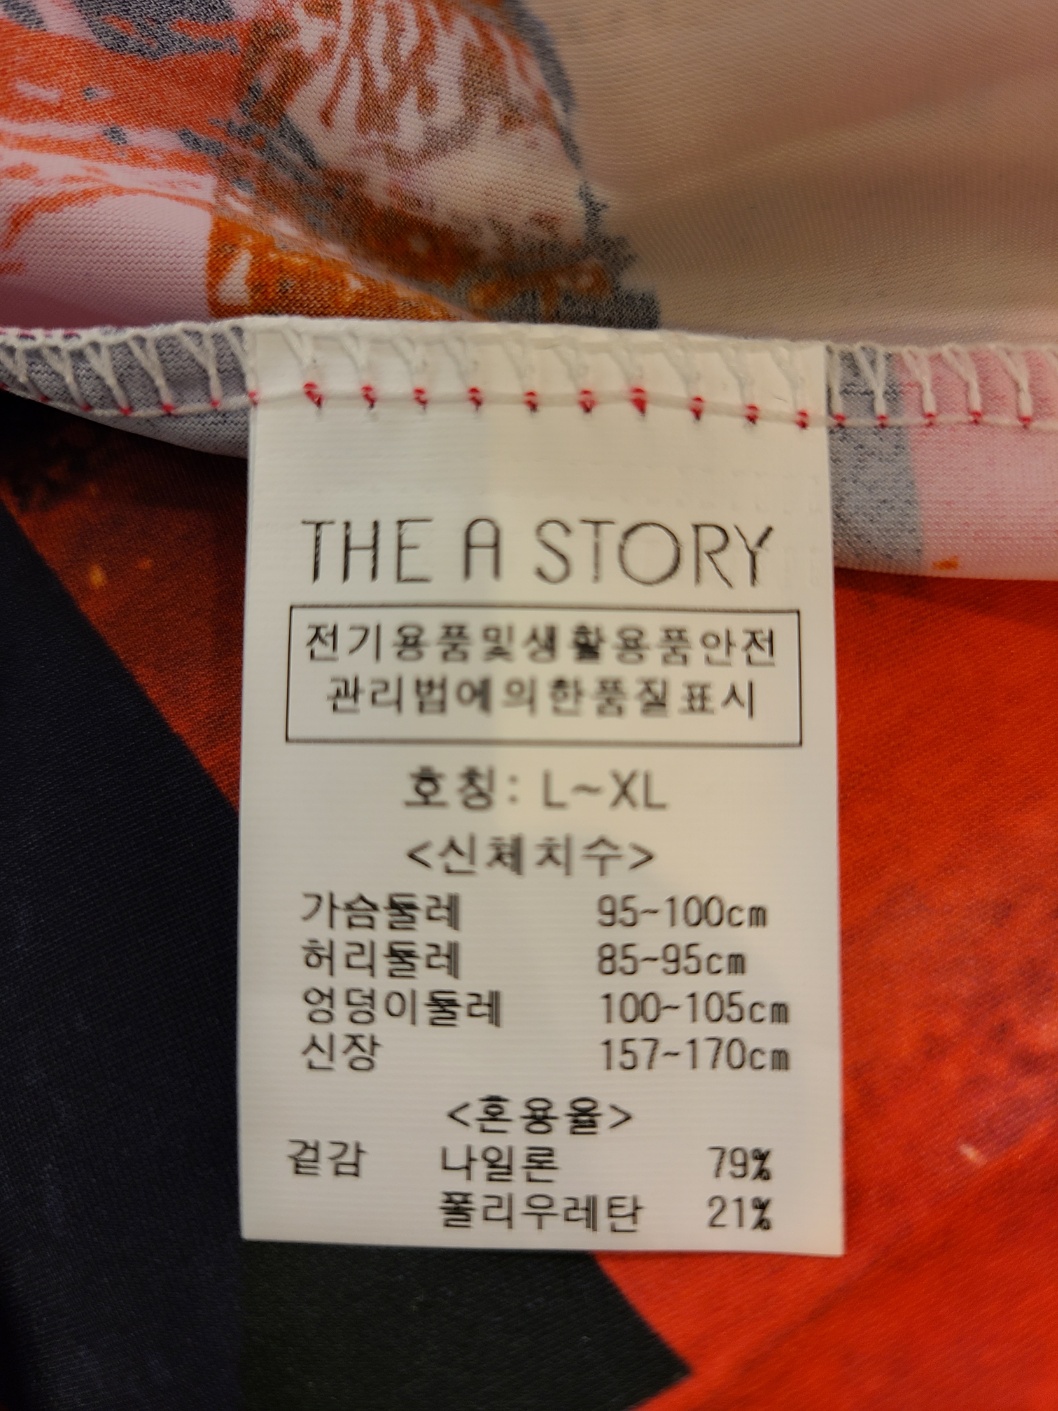 THE A STORY
전기용품및생활용품안전
관리법에의한품질표시
호칭: L~XL
<신체치수>
가슴둘레 95~100cm
허리둘레 85~95cm
엉덩이둘레 100~105cm
신장 157~170cm
<혼용율>
겉감 나일론 79%
폴리우레탄 21%